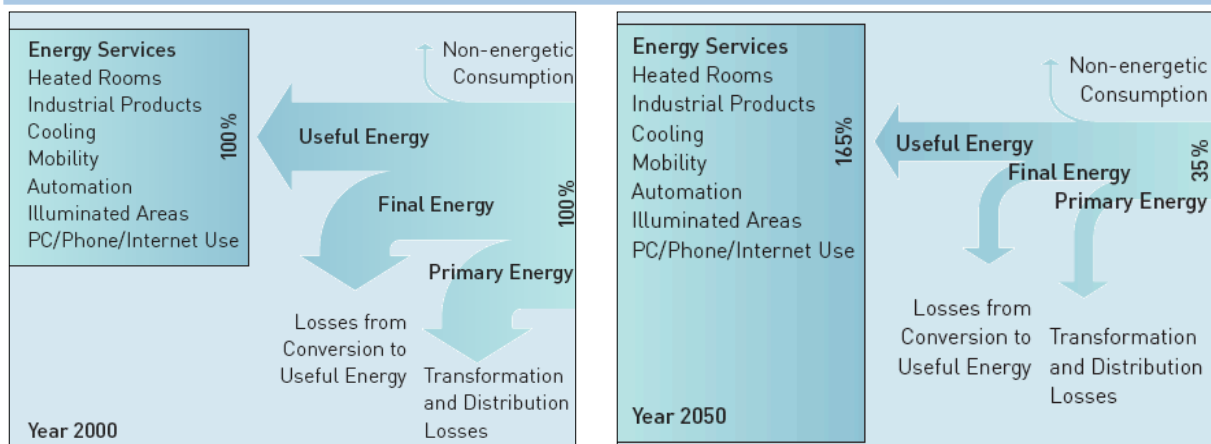 Energy Services
Heated Rooms
Industrial Products
Cooling
Mobility
Automation
Illuminated Areas
PC/Phone/Internet Use
100%
Non-energetic
Consumption
Useful Energy
Final Energy
100%
Primary Energy
Losses from
Conversion to
Useful Energy
Transformation
and Distribution
Losses
Year 2000
Energy Services
Heated Rooms
Industrial Products
Cooling
Mobility
Automation
Illuminated Areas
PC/Phone/Internet Use
165%
Non-energetic
Consumption
Useful Energy
Final Energy
35%
Primary Energy
Losses from
Conversion to
Useful Energy
Transformation
and Distribution
Losses
Year 2050